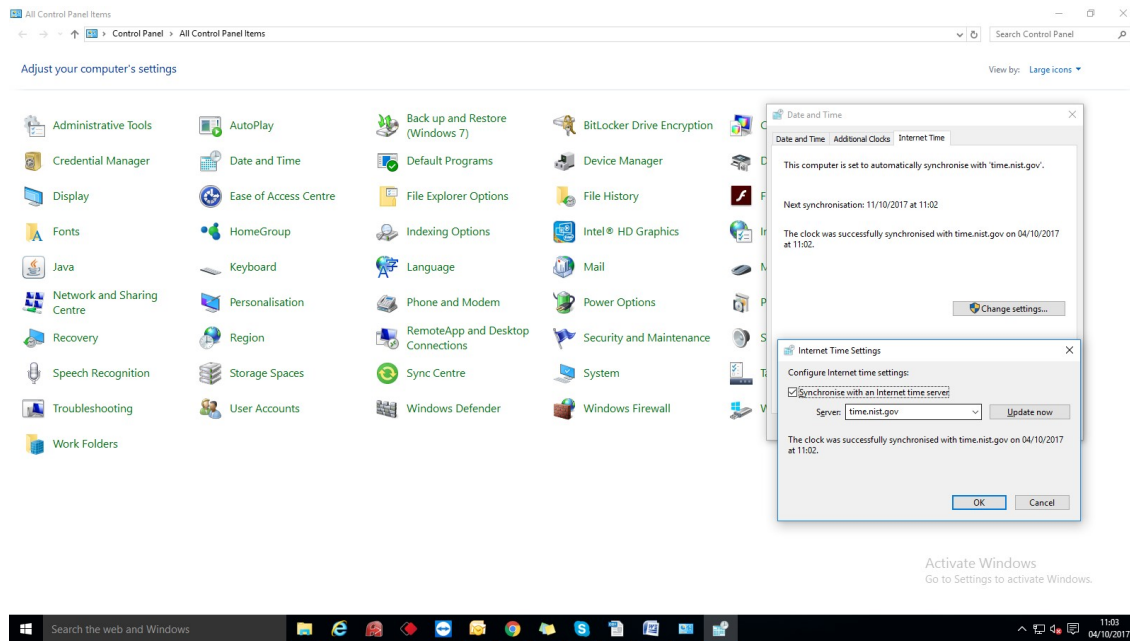 All Control Panel Items
Control Panel > All Control Panel Items
Search Control Panel
Adjust your computer's settings
View by: Large icons
Administrative Tools
AutoPlay
Back up and Restore
(Windows 7)
BitLocker Drive Encryption
Credential Manager
Date and Time
Default Programs
Device Manager
Display
Ease of Access Centre
File Explorer Options
File History
Fonts
HomeGroup
Indexing Options
Intel® HD Graphics
Java
Keyboard
Language
Mail
Network and Sharing
Centre
Personalisation
Phone and Modem
Power Options
Recovery
Region
RemoteApp and Desktop
Connections
Security and Maintenance
Speech Recognition
Storage Spaces
Sync Centre
System
Troubleshooting
User Accounts
Windows Defender
Windows Firewall
Work Folders
Date and Time
Date and Time
Additional Clocks
Internet Time
This computer is set to automatically synchronise with 'time.nist.gov'.
Next synchronisation: 11/10/2017 at 11:02
The clock was successfully synchronised with time.nist.gov on 04/10/2017
at 11:02.
Change settings...
Internet Time Settings
Configure Internet time settings:
Synchronise with an Internet time server
Server: time.nist.gov
Update now
The clock was successfully synchronised with time.nist.gov on 04/10/2017
at 11:02.
OK
Cancel
Activate Windows
Go to Settings to activate Windows.
Search the web and Windows
11:03
04/10/2017